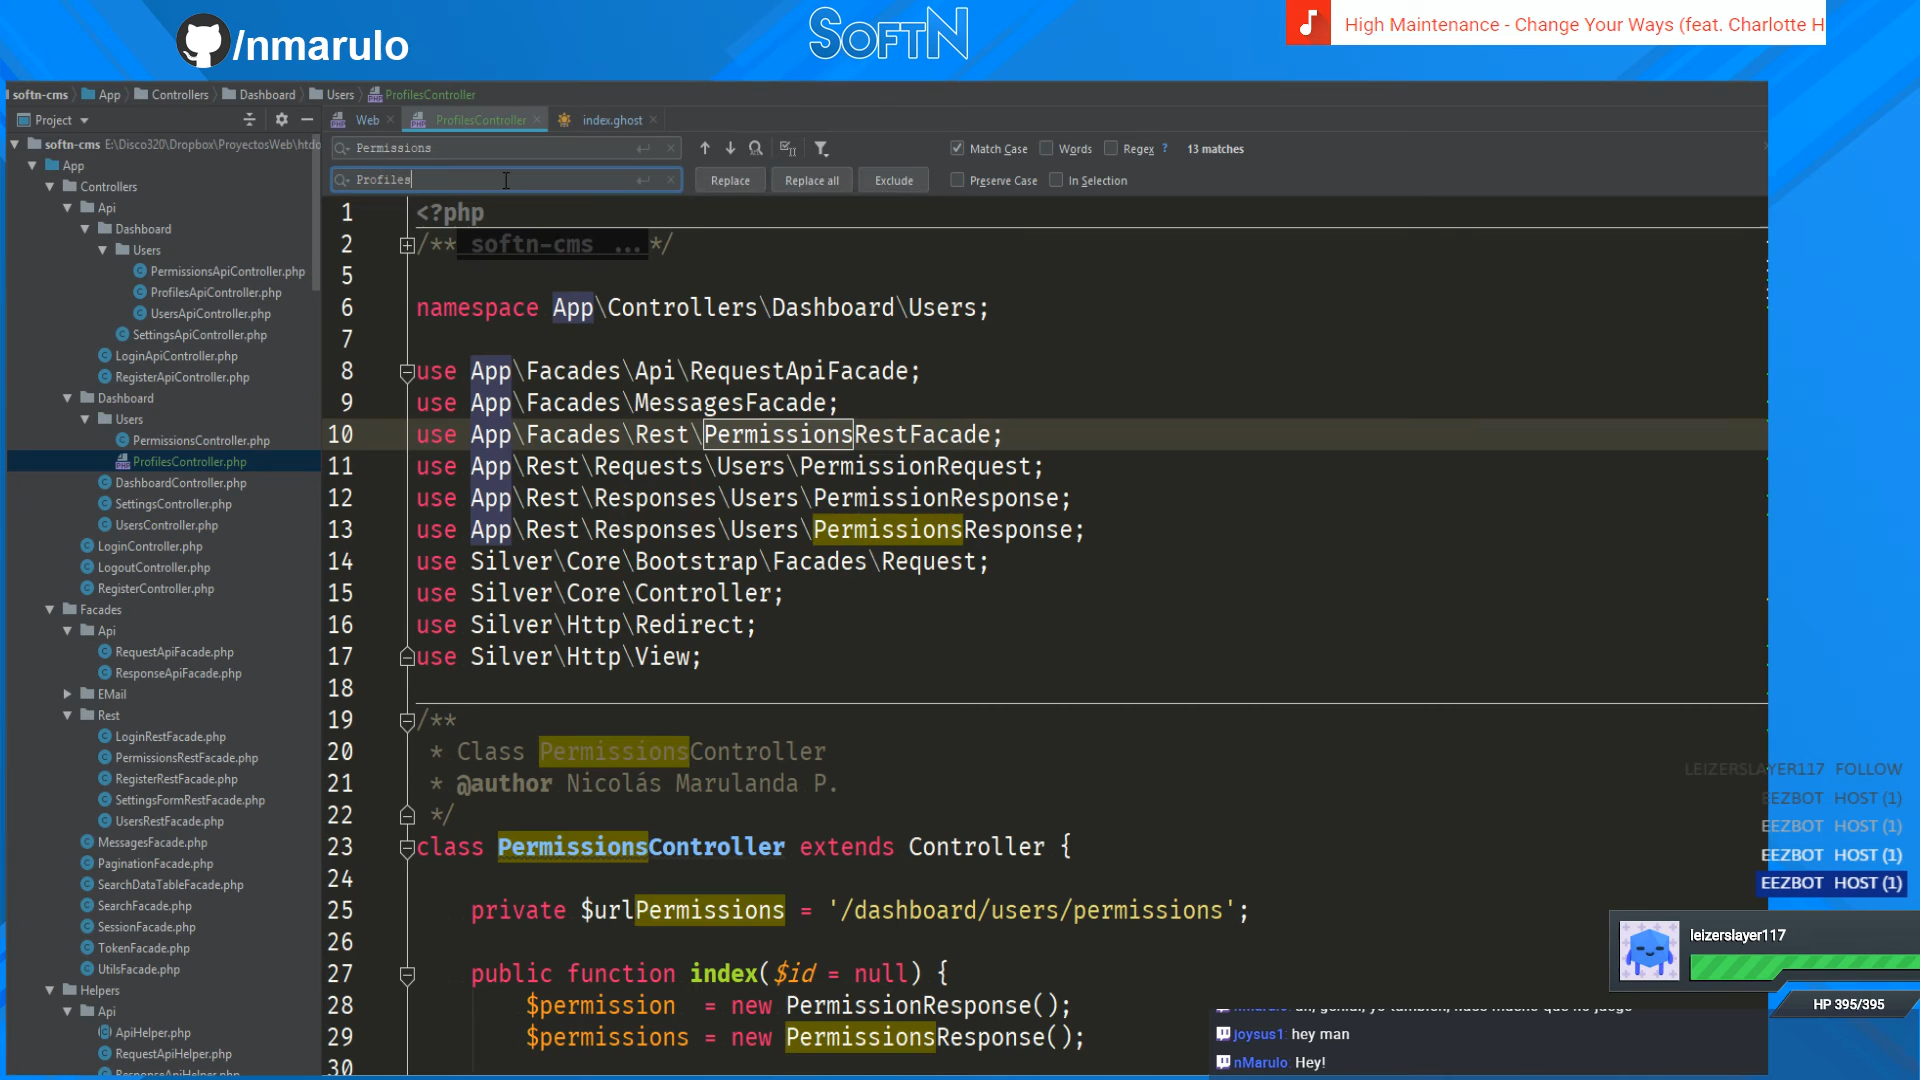 /nmarulo
SOFTN
High Maintenance - Change Your Ways (feat. Charlotte H
softn-cms
App
Controllers
Dashboard
Users
ProfilesController
Project
Web
ProfilesController
index.ghost
softn-cms E:\Disco320\Dropbox\ProyectosWeb\htdo
App
Controllers
Api
Dashboard
Users
PermissionsApiController.php
ProfilesApiController.php
UsersApiController.php
SettingsApiController.php
LoginApiController.php
RegisterApiController.php
Dashboard
Users
PermissionsController.php
ProfilesController.php
DashboardController.php
SettingsController.php
UsersController.php
LoginController.php
LogoutController.php
RegisterController.php
Facades
Api
RequestApiFacade.php
ResponseApiFacade.php
EMail
Rest
LoginRestFacade.php
PermissionsRestFacade.php
RegisterRestFacade.php
SettingsFormRestFacade.php
UsersRestFacade.php
MessagesFacade.php
PaginationFacade.php
SearchDataTableFacade.php
SearchFacade.php
SessionFacade.php
TokenFacade.php
UtilsFacade.php
Helpers
Api
ApiHelper.php
RequestApiHelper.php
ResponseApiHelper.php
Permissions
Match Case
Words
Regex ?
13 matches
Profiles
Replace
Replace all
Exclude
Preserve Case
In Selection
1 <?php
2 /** softn-cms ...*/
5
6 namespace App\Controllers\Dashboard\Users;
7
8 use App\Facades\Api\RequestApiFacade;
9 use App\Facades\MessagesFacade;
10 use App\Facades\Rest\PermissionsRestFacade;
11 use App\Rest\Requests\Users\PermissionRequest;
12 use App\Rest\Responses\Users\PermissionResponse;
13 use App\Rest\Responses\Users\PermissionsResponse;
14 use Silver\Core\Bootstrap\Facades\Request;
15 use Silver\Core\Controller;
16 use Silver\Http\Redirect;
17 use Silver\Http\View;
18
19 /**
20 * Class PermissionsController
21 * @author Nicolás Marulanda P.
22 */
23 class PermissionsController extends Controller {
24
25 private $urlPermissions = '/dashboard/users/permissions';
26
27 public function index($id = null) {
28 $permission = new PermissionResponse();
29 $permissions = new PermissionsResponse();
30
LEIZERSLAYER117 FOLLOW
EEZBOT HOST (1)
EEZBOT HOST (1)
EEZBOT HOST (1)
EEZBOT HOST (1)
leizerslayer117
HP 395/395
joysus1: hey man
nMarulo: Hey!